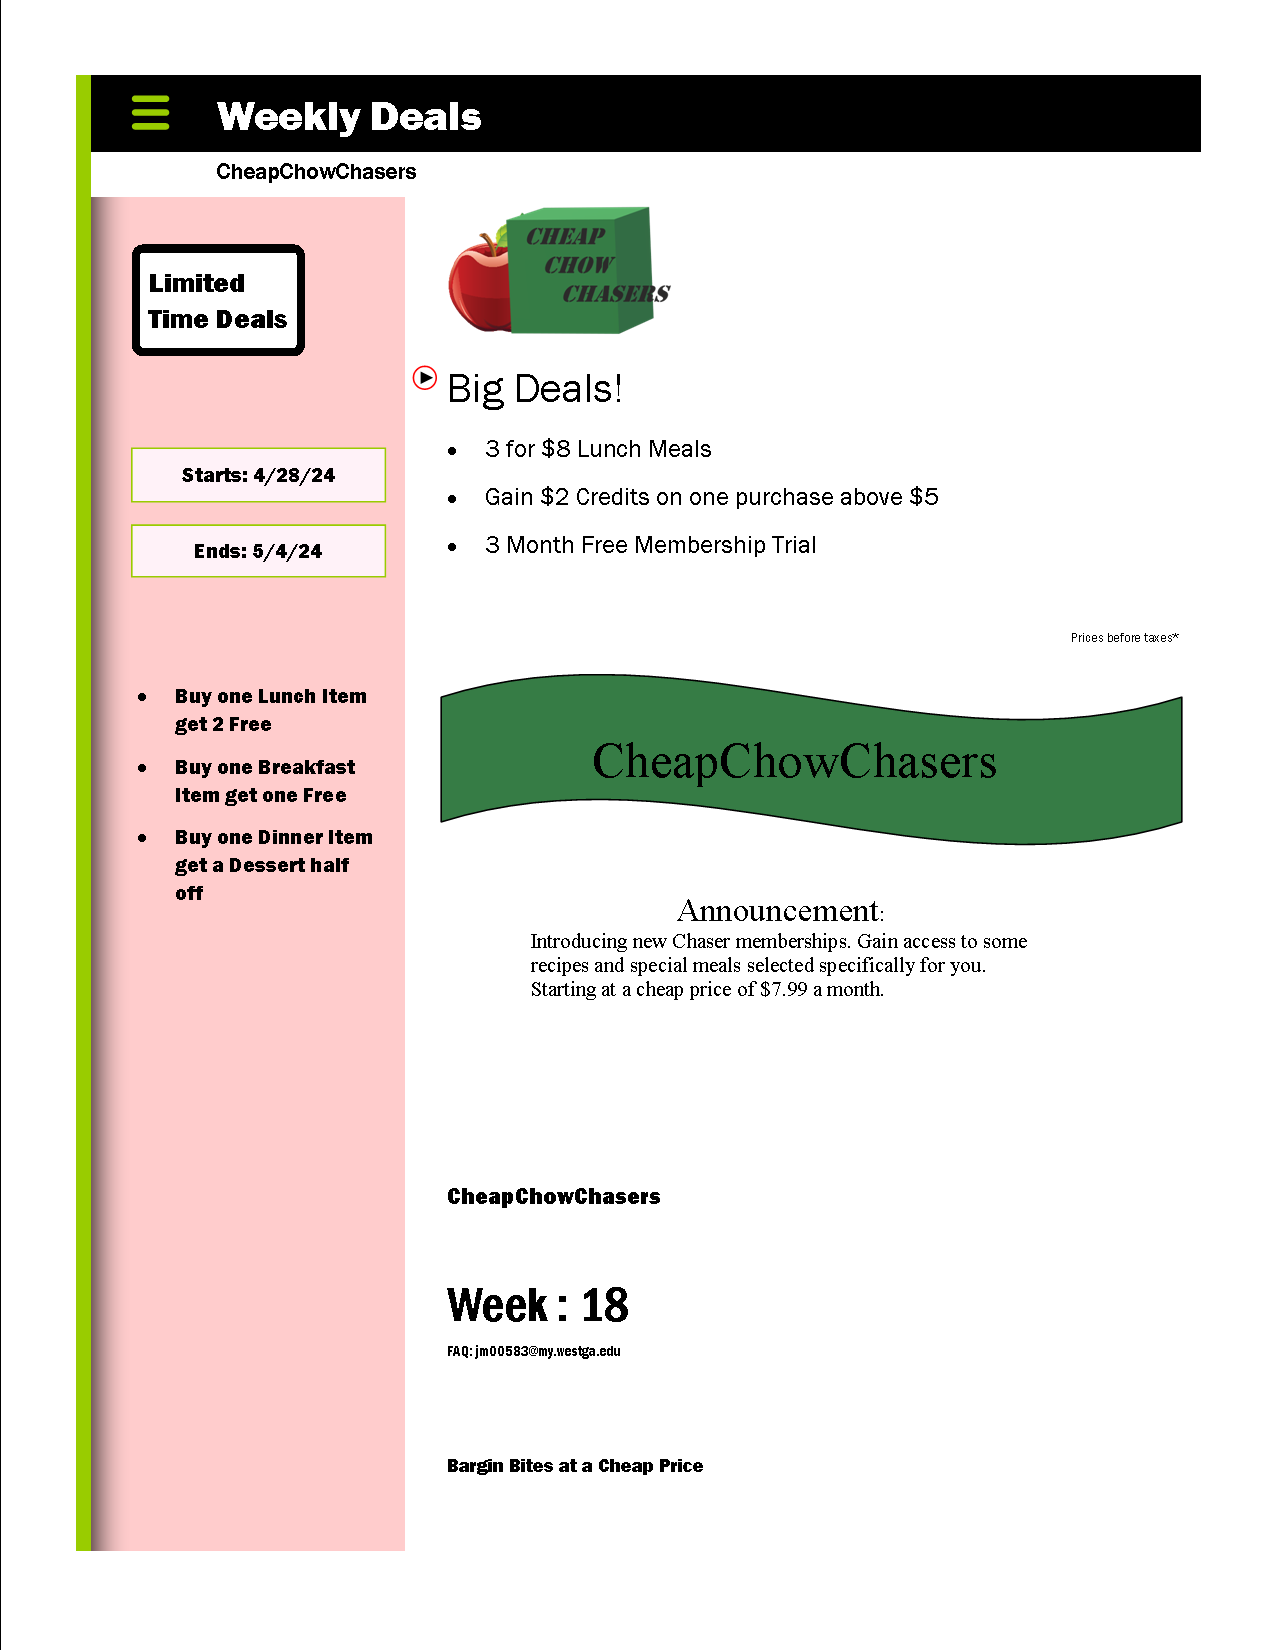 Weekly Deals
CheapChowChasers
Limited
Time Deals
Starts: 4/28/24
Ends: 5/4/24
• Buy one Lunch Item
get 2 Free
• Buy one Breakfast
Item get one Free
• Buy one Dinner Item
get a Dessert half
off
CHEAP
CHOW
CHASERS
Big Deals!
• 3 for $8 Lunch Meals
• Gain $2 Credits on one purchase above $5
• 3 Month Free Membership Trial
Prices before taxes*
CheapChowChasers
Announcement:
Introducing new Chaser memberships. Gain access to some
recipes and special meals selected specifically for you.
Starting at a cheap price of $7.99 a month.
CheapChowChasers
Week : 18
FAQ: jm00583@my.westga.edu
Bargin Bites at a Cheap Price